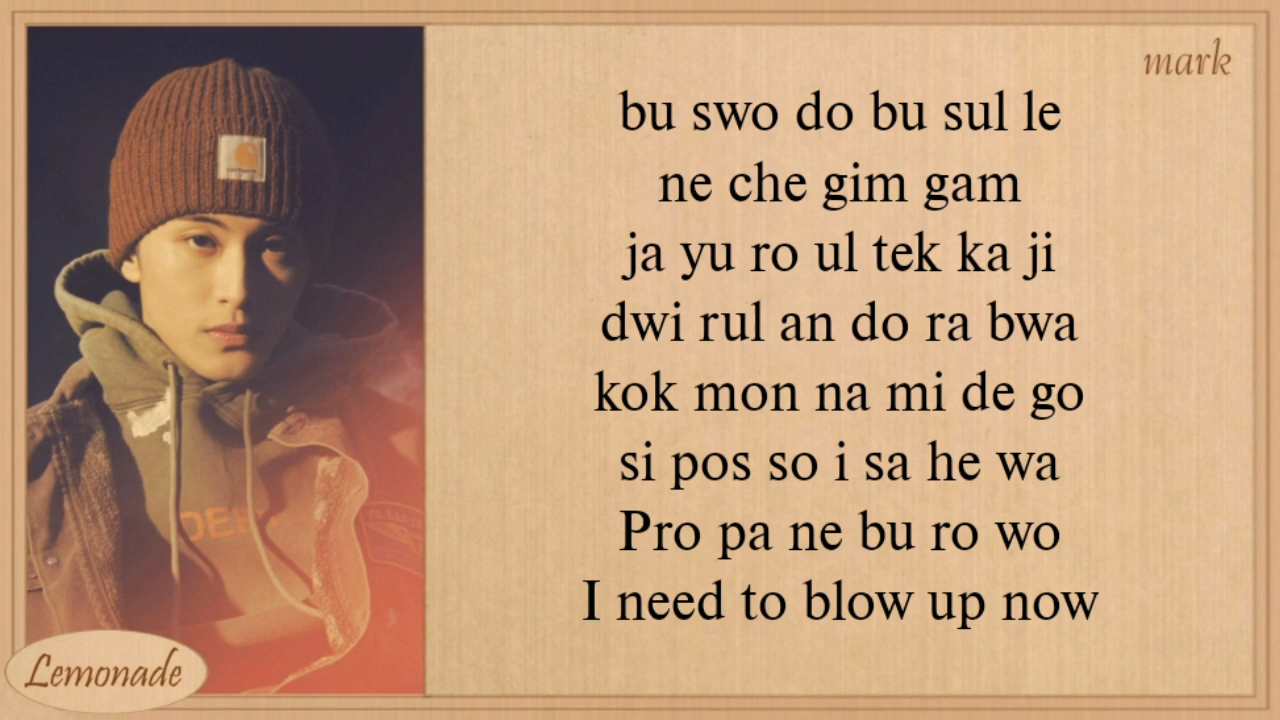 mark
bu swo do bu sul le
ne che gim gam
ja yu ro ul tek ka ji
dwi rul an do ra bwa
kok mon na mi de go
si pos so i sa he wa
Pro pa ne bu ro wo
I need to blow up now
Lemonade